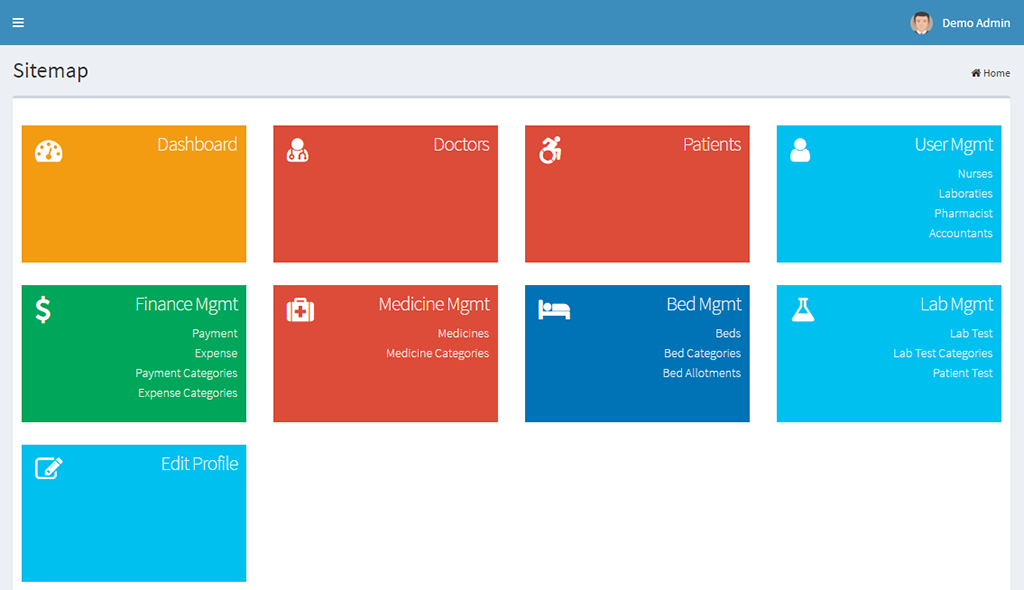 Demo Admin
Sitemap
Home
Dashboard
Doctors
Patients
User Mgmt
Nurses
Laboraties
Pharmacist
Accountants
Finance Mgmt
Payment
Expense
Payment Categories
Expense Categories
Medicine Mgmt
Medicines
Medicine Categories
Bed Mgmt
Beds
Bed Categories
Bed Allotments
Lab Mgmt
Lab Test
Lab Test Categories
Patient Test
Edit Profile